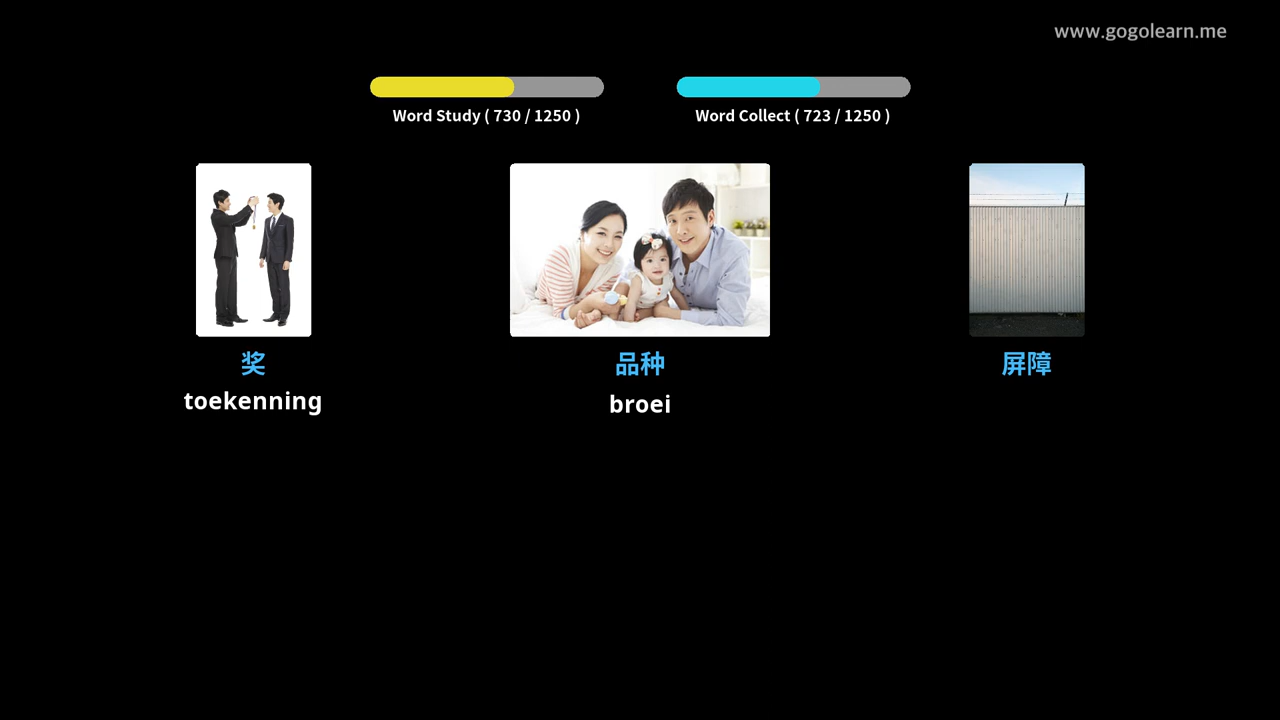 www.gogolearn.me
Word Study ( 730 / 1250 )
Word Collect ( 723 / 1250 )
奖
品种
屏障
toekenning
broei